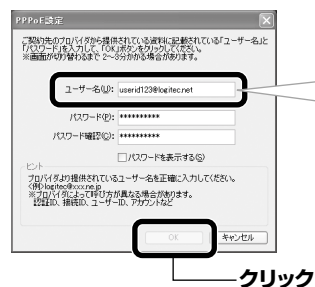 PPPoE設定
ご契約先のプロバイダから提供されている資料に記載されている「ユーザー名」と
「パスワード」を入力して、「OK」ボタンをクリックしてください。
※画面が切り替わるまで 2～3分かかる場合があります。
ユーザー名(U): userid123@logitec.net
パスワード(P): **********
パスワード確認(C): **********
パスワードを表示する(S)
ヒント
プロバイダより提供されているユーザー名を正確に入力してください。
<例>logitec@xxx.ne.jp
※プロバイダによって呼び方が異なる場合があります。
認証ID、接続ID、ユーザーID、アカウントなど
OK キャンセル
クリック